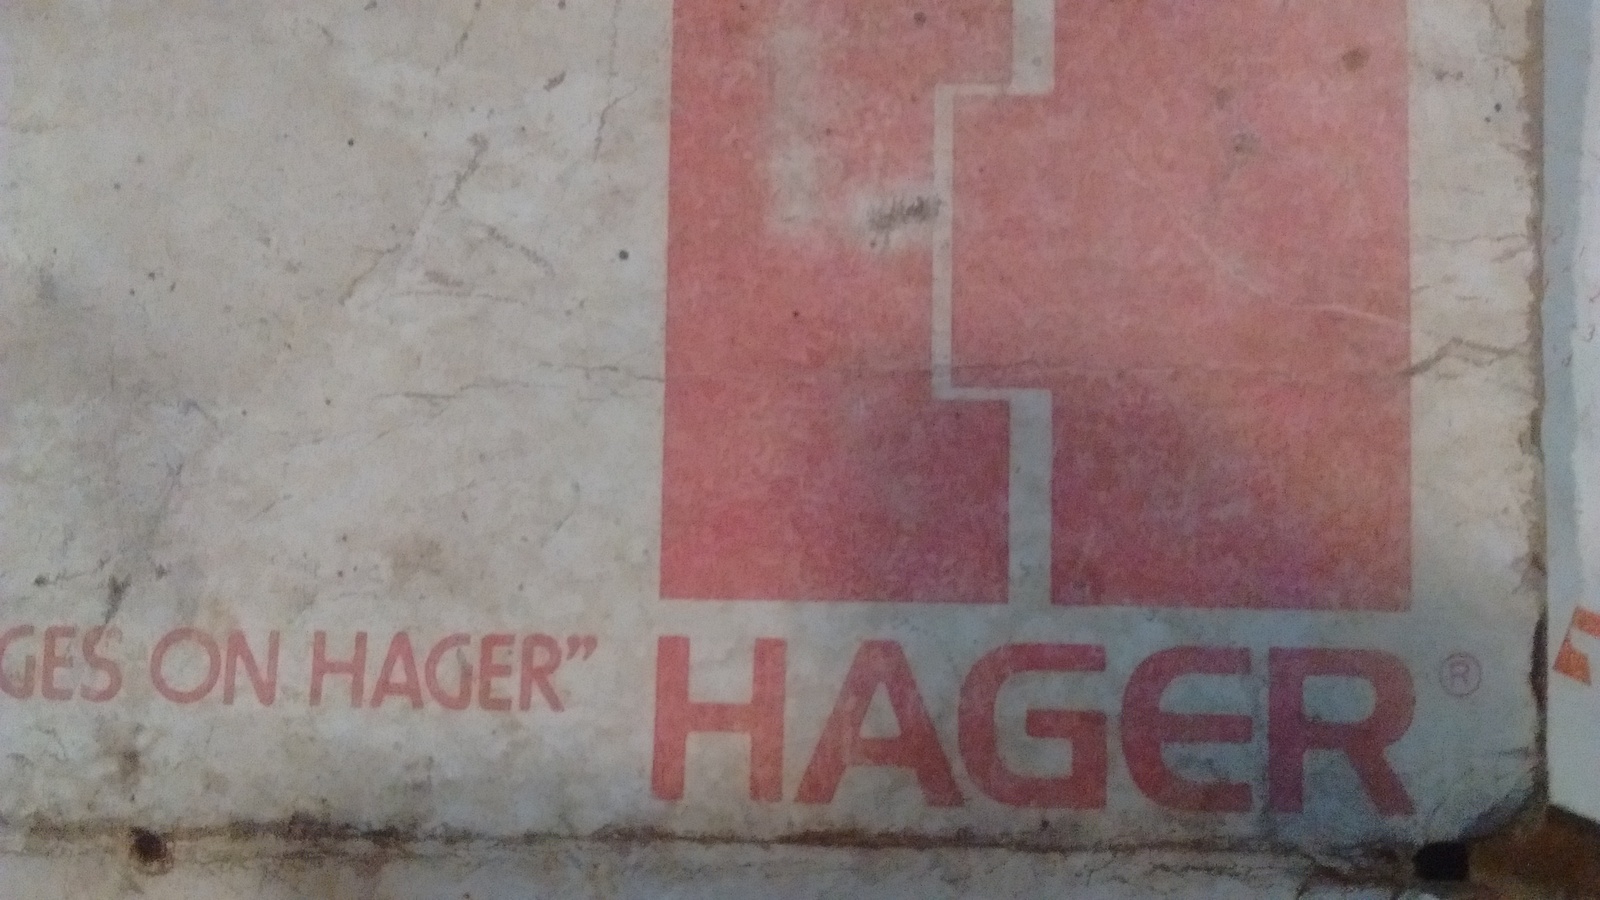 GES ON HAGER”
HAGER ®